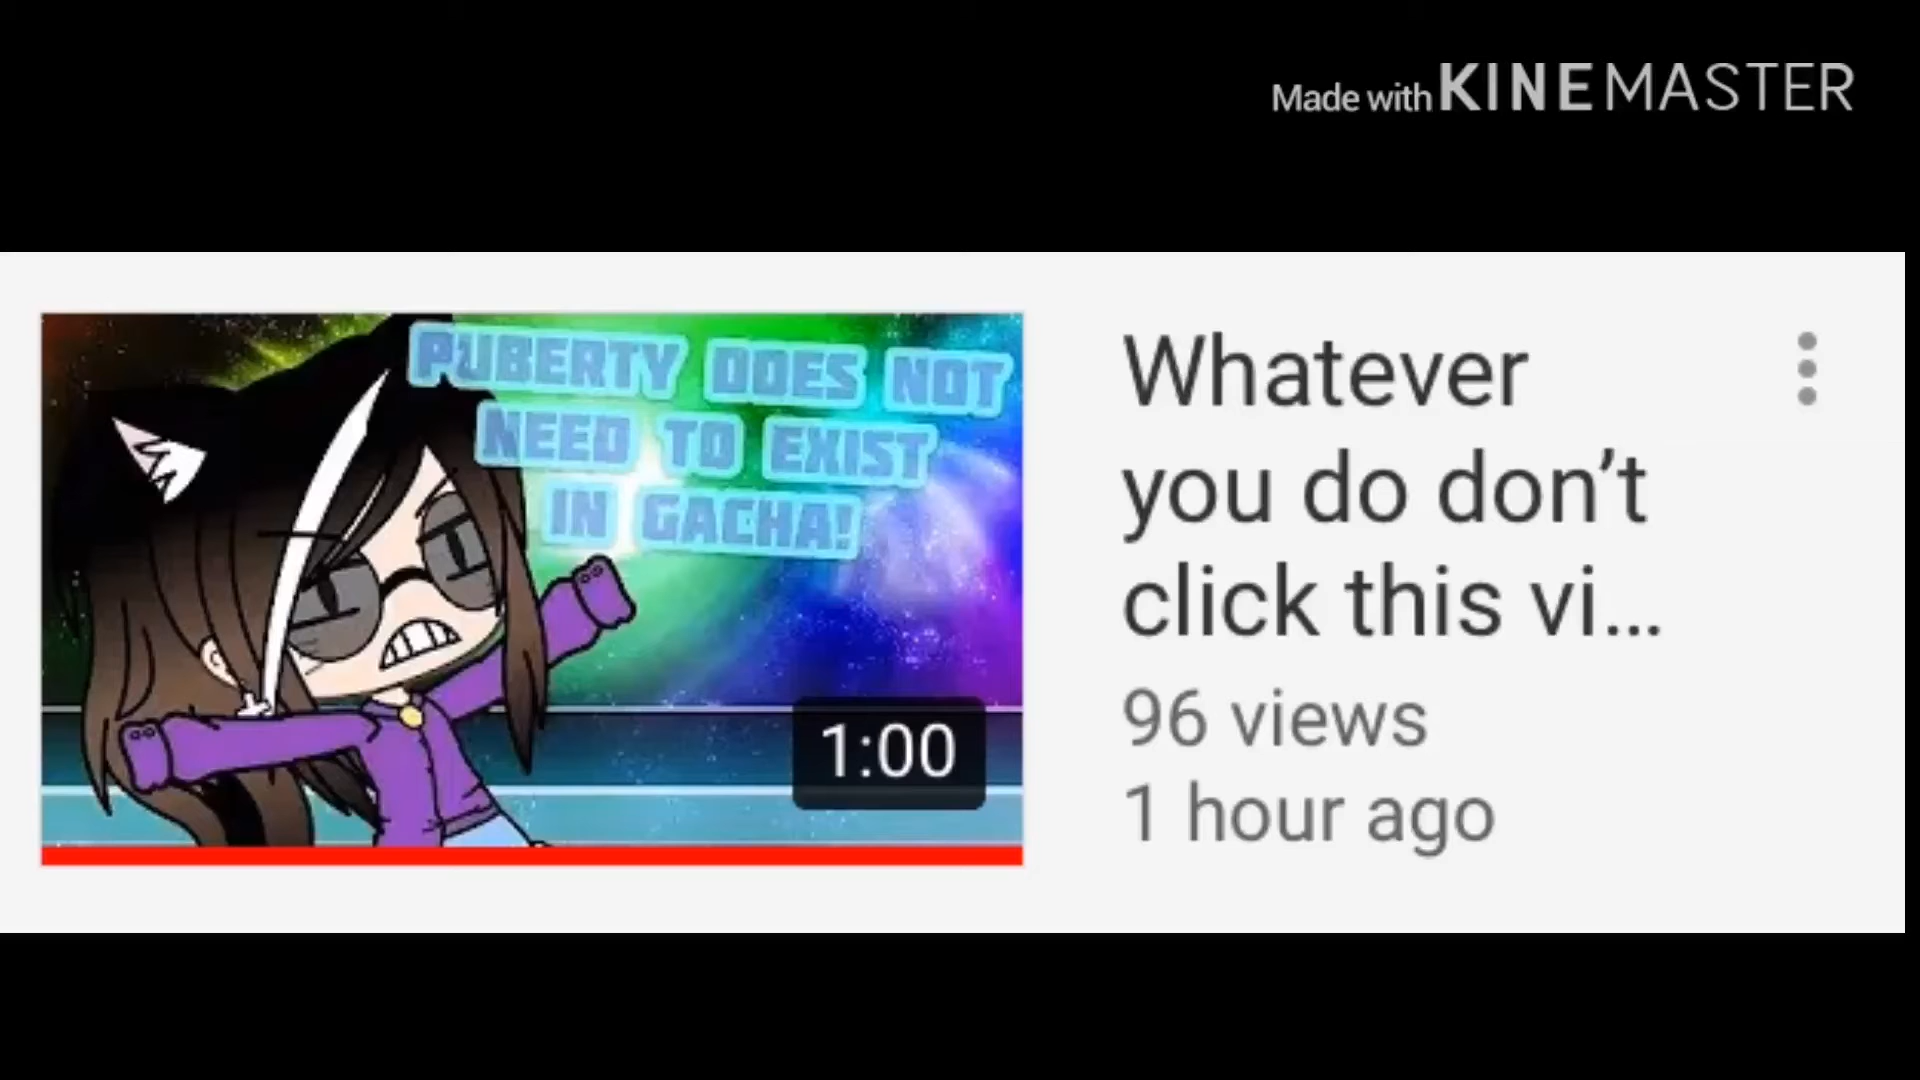 Made with KINEMASTER
PUBERTY DOES NOT
NEED TO EXIST
IN GACHA!
1:00
Whatever
you do don’t
click this vi...
96 views
1 hour ago